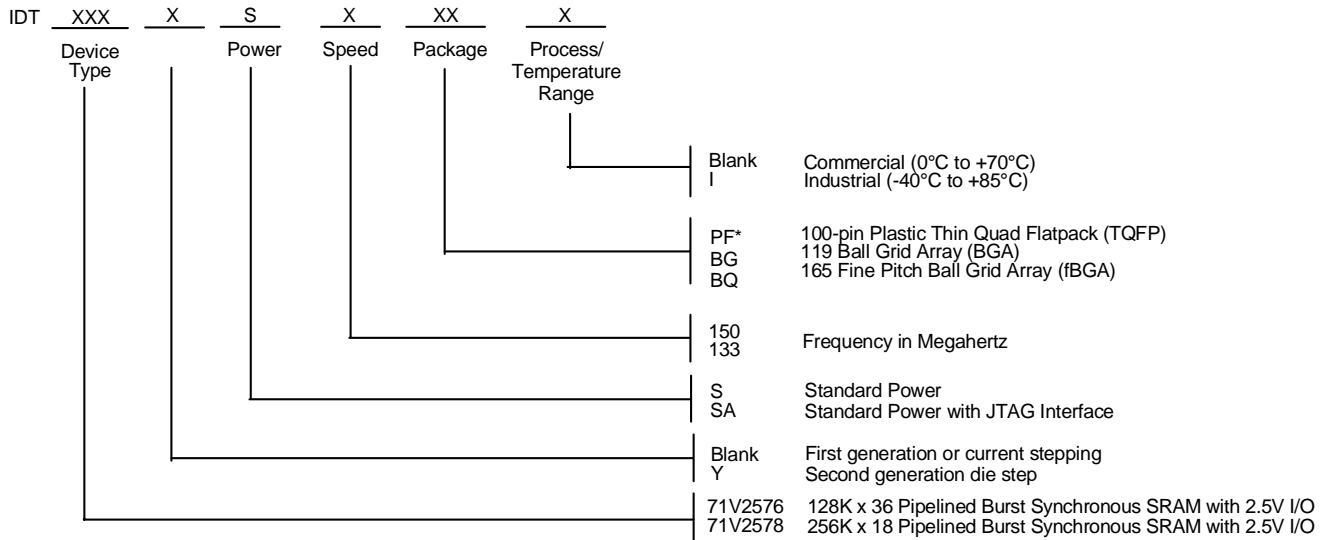 IDT XXX X S X XX X
Device Type
Power
Speed
Package
Process/
Temperature
Range
Blank Commercial (0°C to +70°C)
I Industrial (-40°C to +85°C)
PF* 100-pin Plastic Thin Quad Flatpack (TQFP)
BG 119 Ball Grid Array (BGA)
BQ 165 Fine Pitch Ball Grid Array (fBGA)
150
133
Frequency in Megahertz
S Standard Power
SA Standard Power with JTAG Interface
Blank First generation or current stepping
Y Second generation die step
71V2576 128K x 36 Pipelined Burst Synchronous SRAM with 2.5V I/O
71V2578 256K x 18 Pipelined Burst Synchronous SRAM with 2.5V I/O